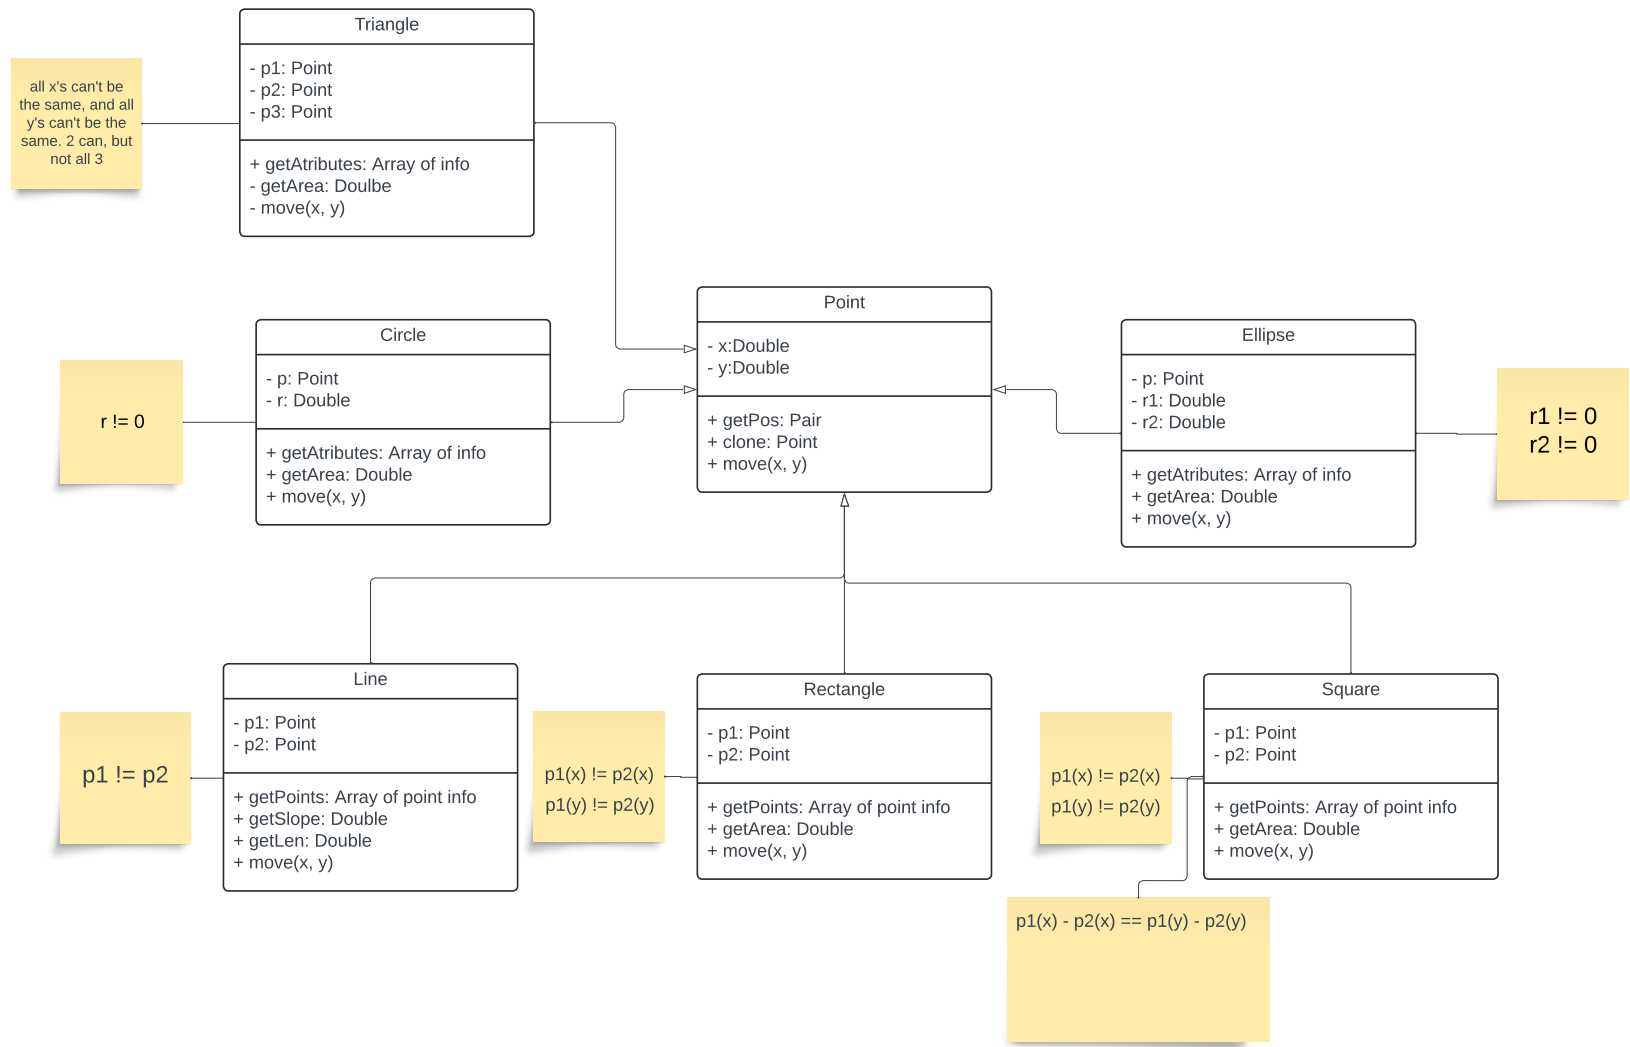 Triangle
- p1: Point
- p2: Point
- p3: Point
+ getAtributes: Array of info
- getArea: Doulbe
- move(x, y)
all x's can't be
the same, and all
y's can't be the
same. 2 can, but
not all 3
Circle
- p: Point
- r: Double
+ getAtributes: Array of info
+ getArea: Double
+ move(x, y)
r != 0
Point
- x:Double
- y:Double
+ getPos: Pair
+ clone: Point
+ move(x, y)
Ellipse
- p: Point
- r1: Double
- r2: Double
+ getAtributes: Array of info
+ getArea: Double
+ move(x, y)
r1 != 0
r2 != 0
Line
- p1: Point
- p2: Point
+ getPoints: Array of point info
+ getSlope: Double
+ getLen: Double
+ move(x, y)
p1 != p2
Rectangle
- p1: Point
- p2: Point
+ getPoints: Array of point info
+ getArea: Double
+ move(x, y)
p1(x) != p2(x)
p1(y) != p2(y)
Square
- p1: Point
- p2: Point
+ getPoints: Array of point info
+ getArea: Double
+ move(x, y)
p1(x) != p2(x)
p1(y) != p2(y)
p1(x) - p2(x) == p1(y) - p2(y)